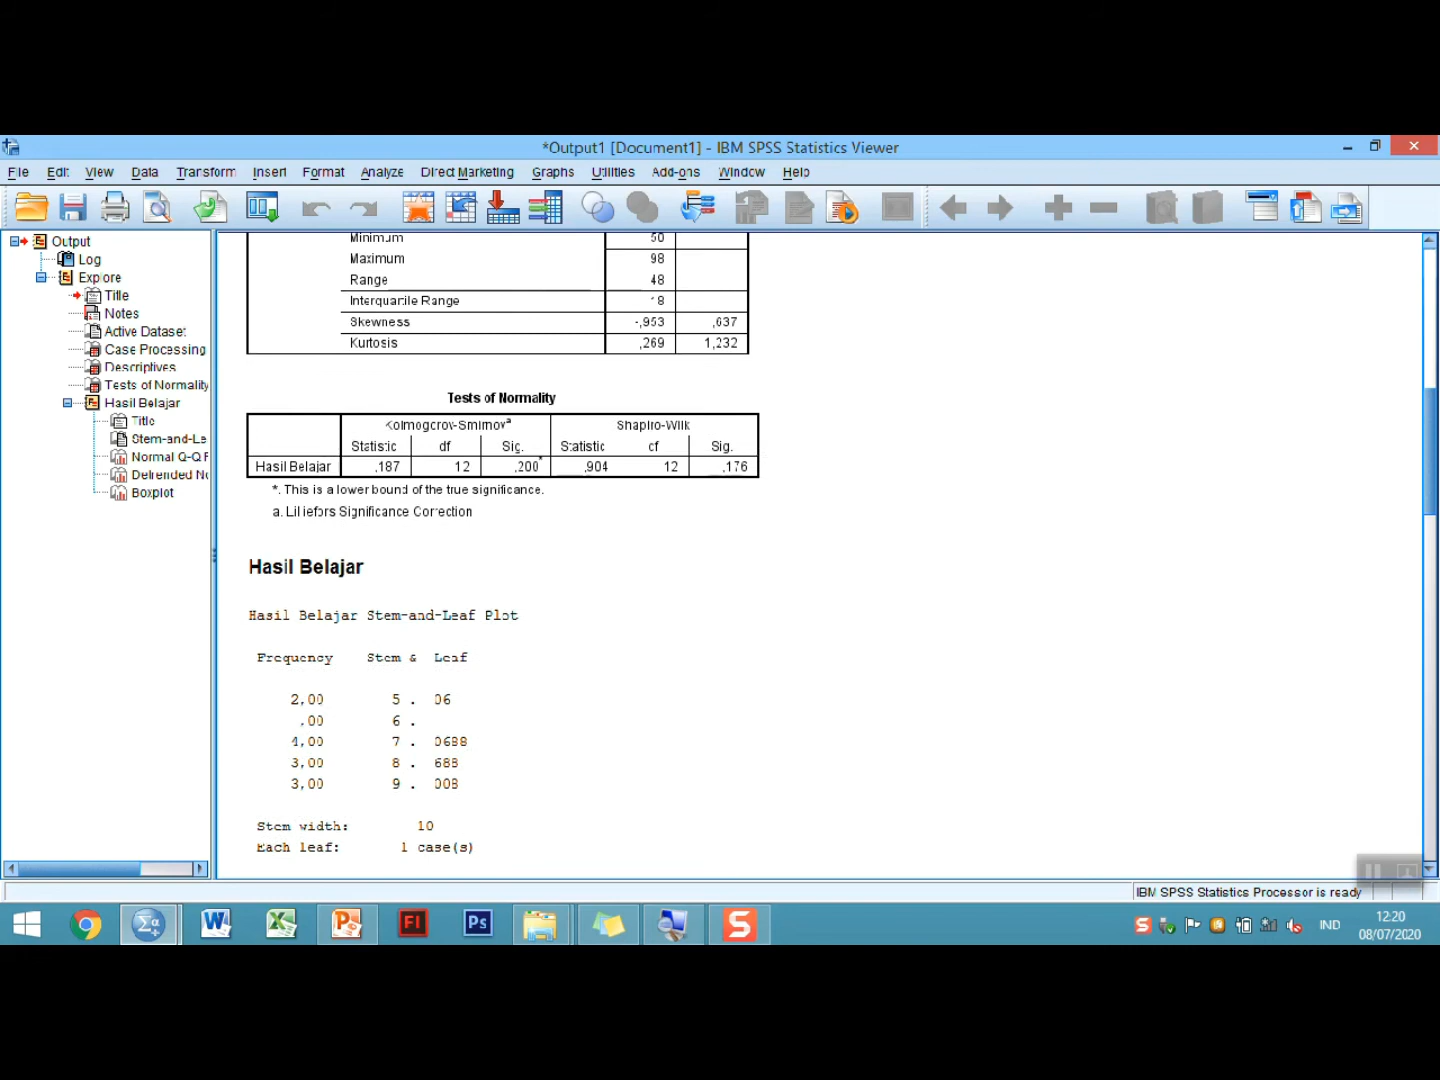 *Output1 [Document1] - IBM SPSS Statistics Viewer
File Edit View Data Transform Insert Format Analyze Direct Marketing Graphs Utilities Add-ons Window Help
Output
Log
Explore
Title
Notes
Active Dataset
Case Processing
Descriptives
Tests of Normality
Hasil Belajar
Title
Stem-and-Le
Normal Q-Q P
Detrended No
Boxplot
Minimum 50
Maximum 98
Range 48
Interquartile Range 18
Skewness -,953 ,637
Kurtosis ,269 1,232
Tests of Normality
Kolmogorov-Smirnov a Shapiro-Wilk
Statistic df Sig. Statistic df Sig.
Hasil Belajar ,187 12 ,200* ,904 12 ,176
*. This is a lower bound of the true significance.
a. Lilliefors Significance Correction
Hasil Belajar
Hasil Belajar Stem-and-Leaf Plot
Frequency Stem & Leaf
2,00 5 . 06
,00 6 .
4,00 7 . 0688
3,00 8 . 688
3,00 9 . 008
Stem width: 10
Each leaf: 1 case(s)
IBM SPSS Statistics Processor is ready
IND
12:20
08/07/2020